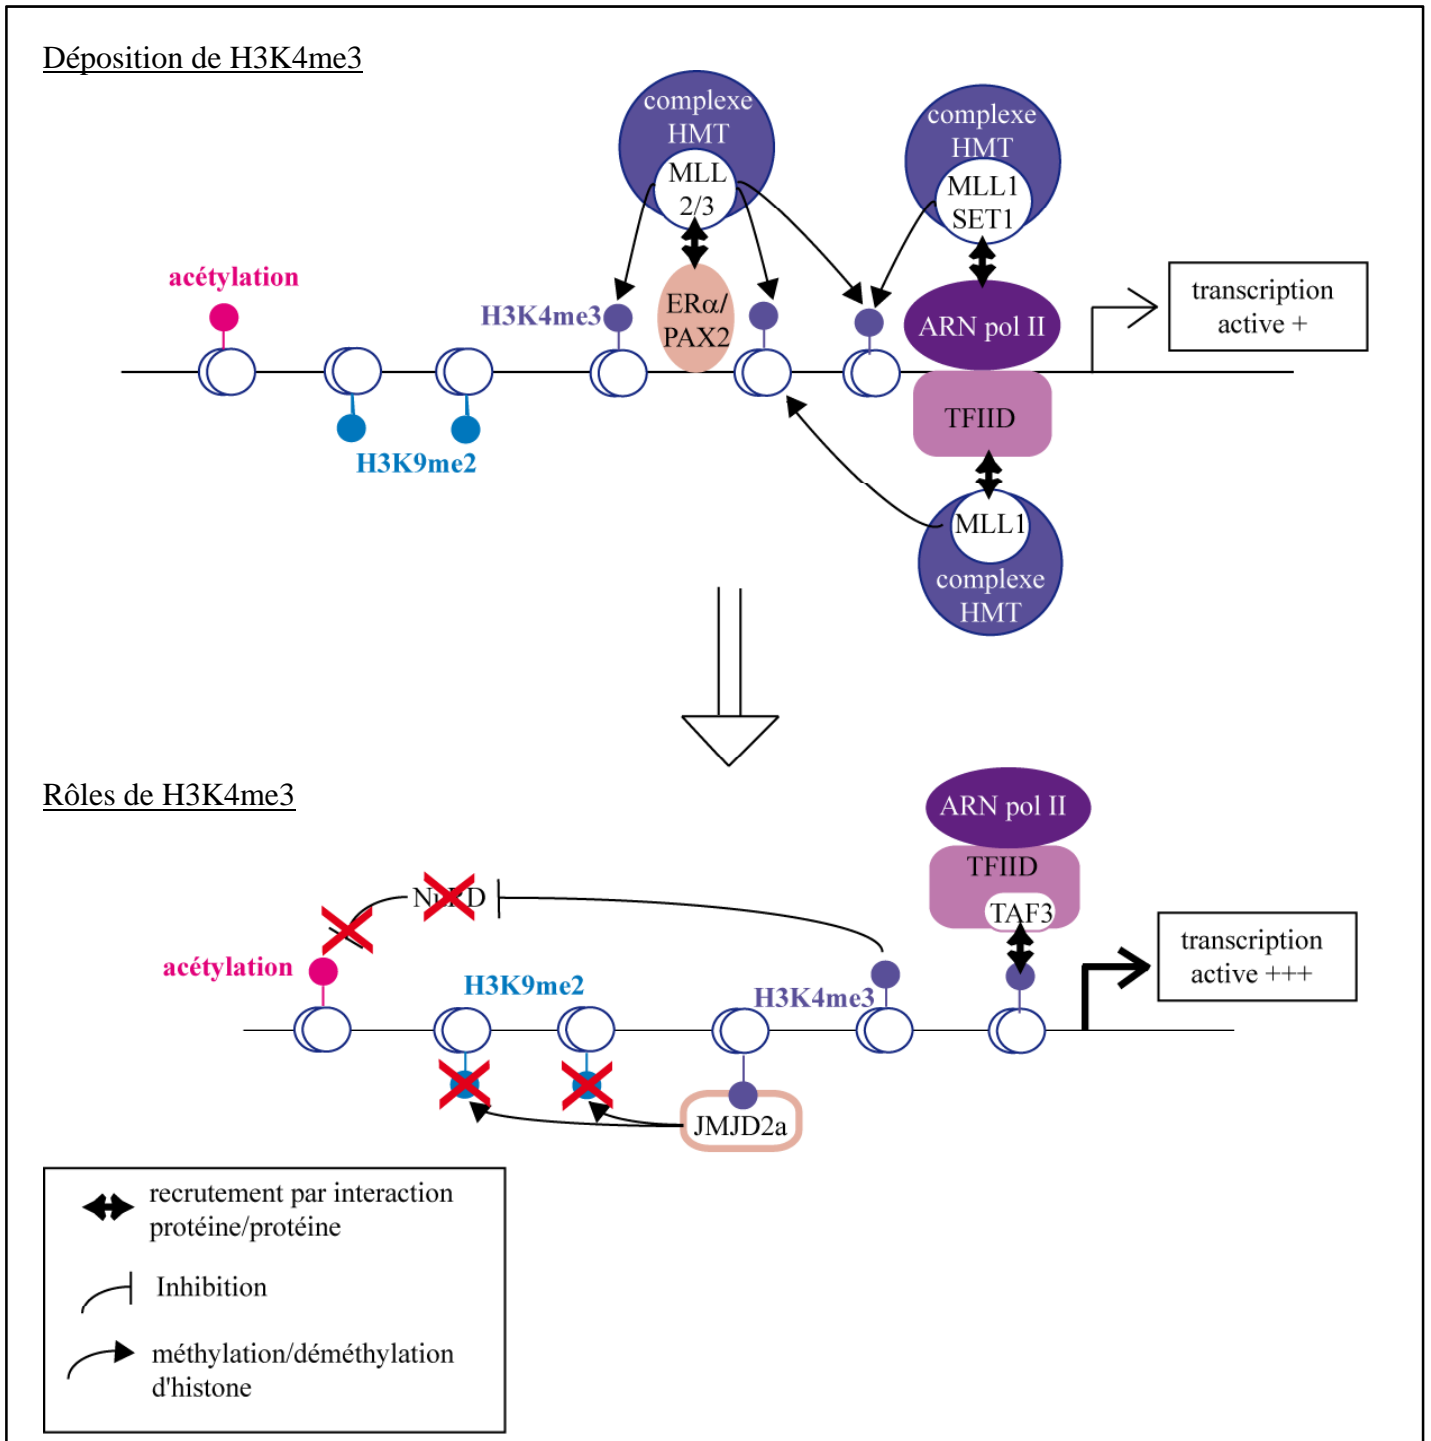 Déposition de H3K4me3
complexe
HMT
MLL
2/3
complexe
HMT
MLL1
SET1
acétylation
H3K4me3
ERα/
PAX2
ARN pol II
transcription
active +
H3K9me2
TFIID
MLL1
complexe
HMT
Rôles de H3K4me3
ARN pol II
TFIID
TAF3
NuRD
acétylation
H3K9me2
H3K4me3
transcription
active +++
JMJD2a
recrutement par interaction
protéine/protéine
Inhibition
méthylation/déméthylation
d'histone